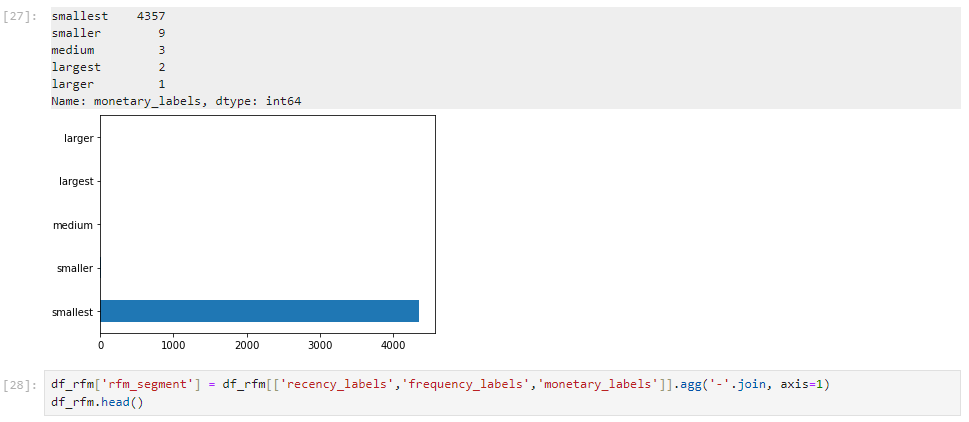 [27]:
smallest    4357
smaller        9
medium         3
largest        2
larger         1
Name: monetary_labels, dtype: int64
larger
largest
medium
smaller
smallest
0 1000 2000 3000 4000
[28]:
df_rfm['rfm_segment'] = df_rfm[['recency_labels','frequency_labels','monetary_labels']].agg('-'.join, axis=1)
df_rfm.head()